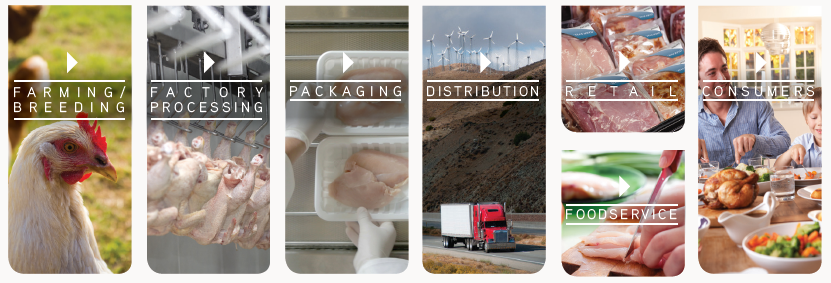 FARMING/
BREEDING
FACTORY
PROCESSING
PACKAGING
DISTRIBUTION
RETAIL
FOODSERVICE
CONSUMERS